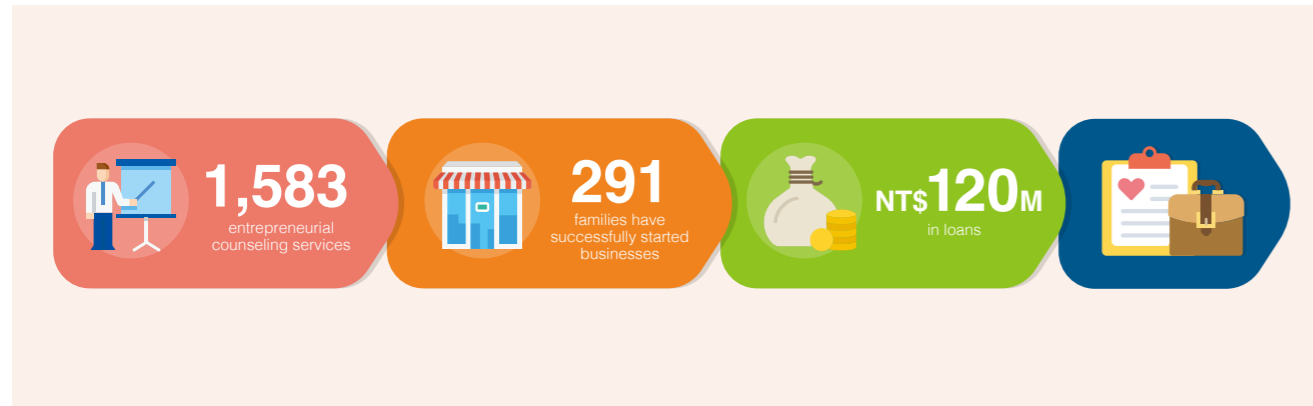 1,583
entrepreneurial
counseling services
291
families have
successfully started
businesses
NT$120M
in loans